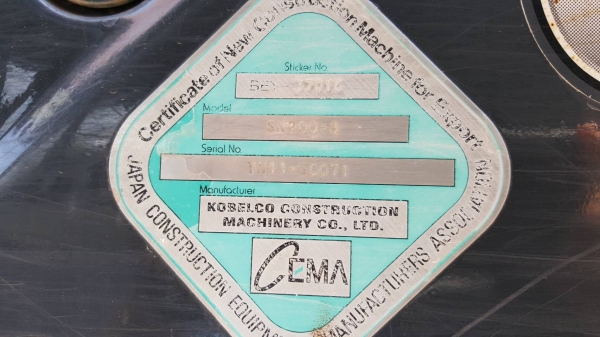 Certificate of New Construction Machine for Export
Sticker No.
Model
Serial No.
Manufacturer
KOBELCO CONSTRUCTION
MACHINERY CO., LTD.
CEMA
JAPAN CONSTRUCTION EQUIPMENT MANUFACTURERS ASSOCIATION